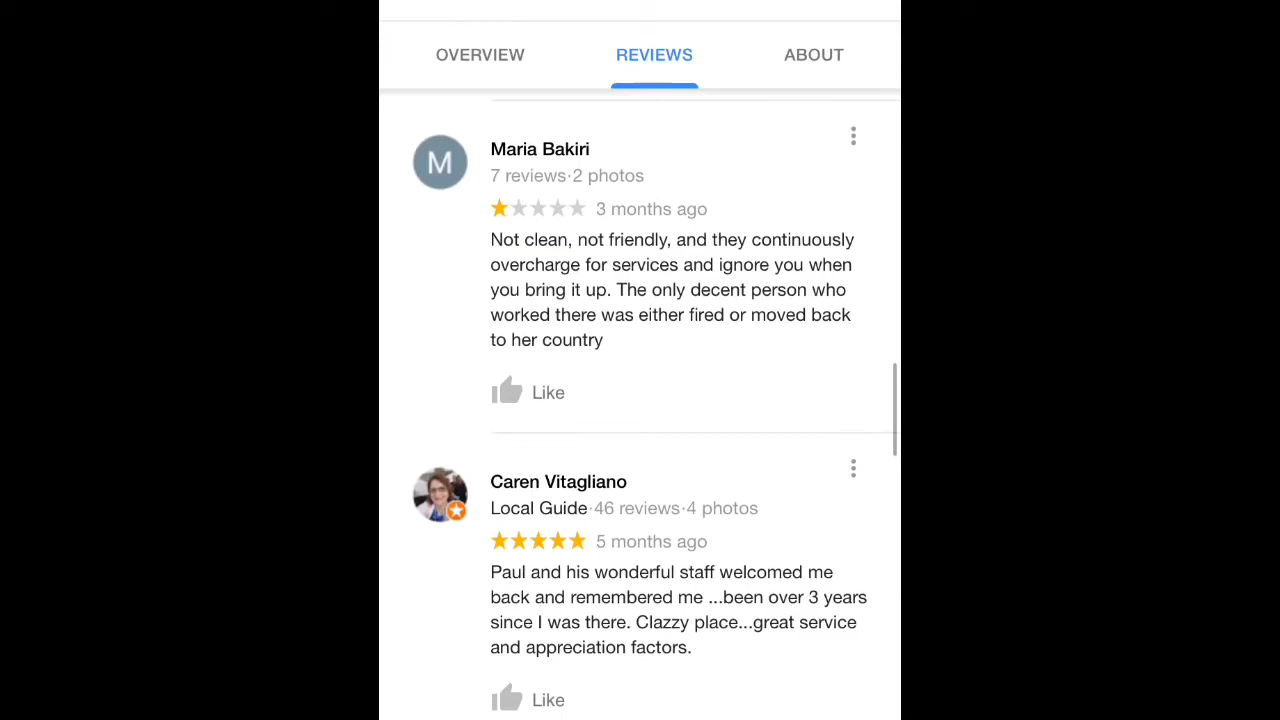 OVERVIEW REVIEWS ABOUT
M
Maria Bakiri
7 reviews·2 photos
3 months ago
Not clean, not friendly, and they continuously
overcharge for services and ignore you when
you bring it up. The only decent person who
worked there was either fired or moved back
to her country
Like
Caren Vitagliano
Local Guide·46 reviews·4 photos
5 months ago
Paul and his wonderful staff welcomed me
back and remembered me ...been over 3 years
since I was there. Clazzy place...great service
and appreciation factors.
Like